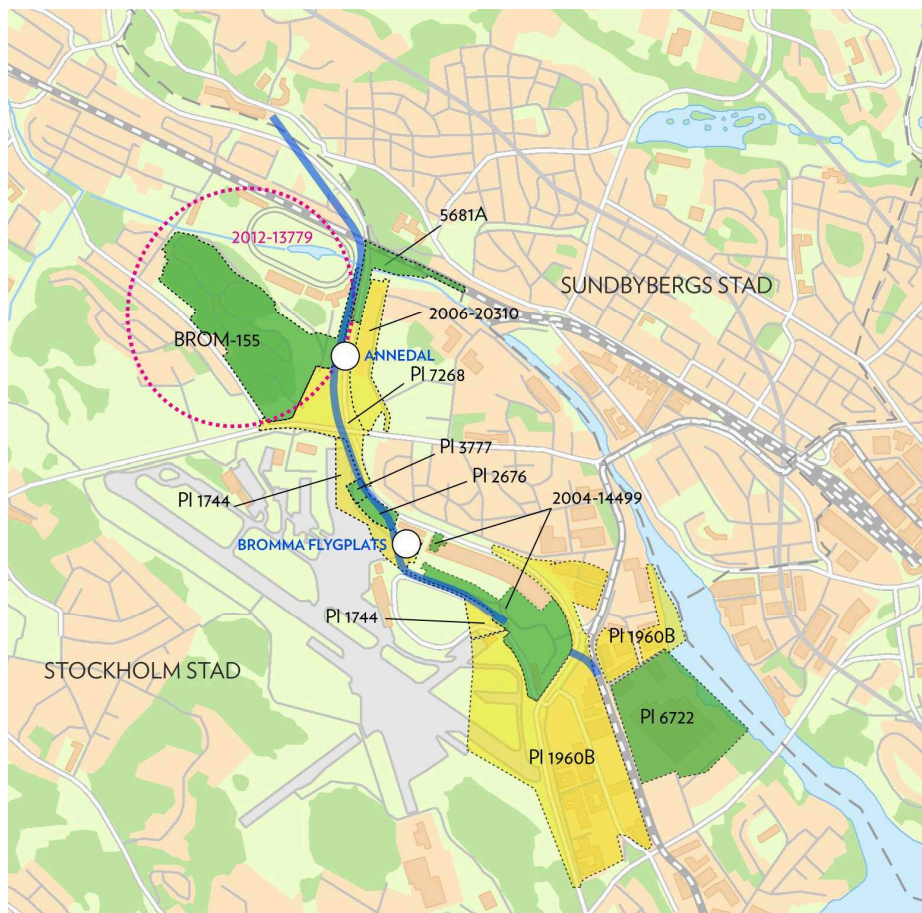 5681A
2012-13779
SUNDBYBERGS STAD
2006-20310
BROM-155
ANNEDAL
Pl 7268
Pl 3777
Pl 2676
Pl 1744
2004-14499
BROMMA FLYGPLATS
Pl 1744
Pl 1960B
STOCKHOLM STAD
Pl 6722
Pl 1960B